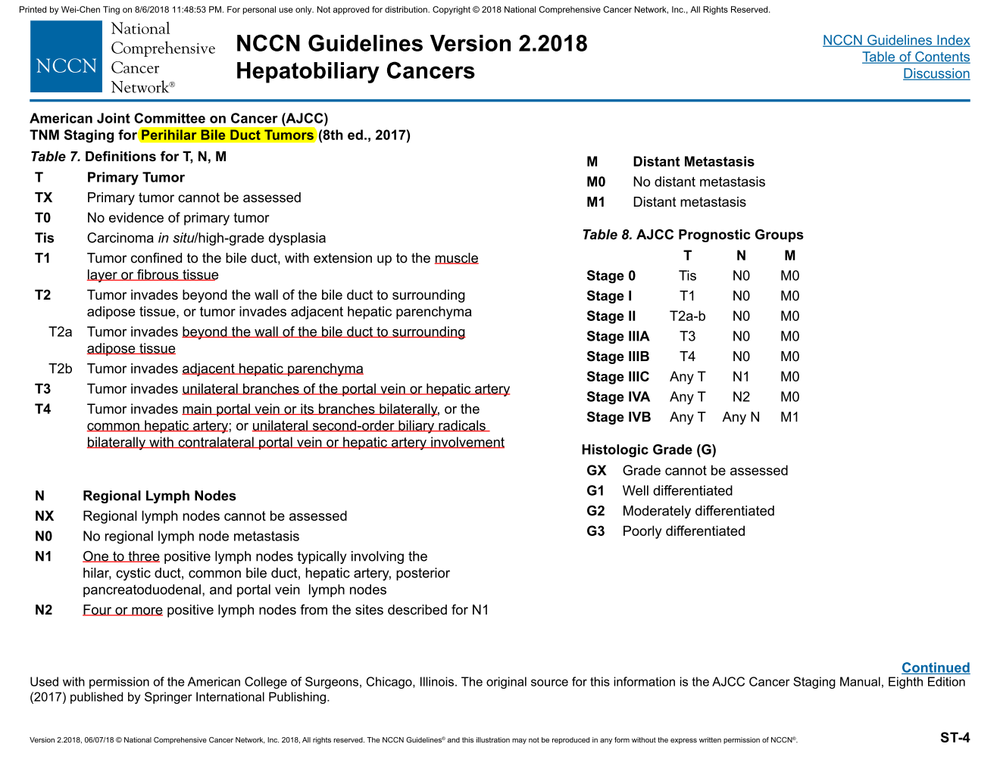 Printed by Wei-Chen Ting on 8/6/2018 11:48:53 PM. For personal use only. Not approved for distribution. Copyright © 2018 National Comprehensive Cancer Network, Inc., All Rights Reserved.
NCCN
National
Comprehensive
Cancer
Network®
NCCN Guidelines Version 2.2018
Hepatobiliary Cancers
NCCN Guidelines Index
Table of Contents
Discussion
American Joint Committee on Cancer (AJCC)
TNM Staging for Perihilar Bile Duct Tumors (8th ed., 2017)
Table 7. Definitions for T, N, M
T Primary Tumor
TX Primary tumor cannot be assessed
T0 No evidence of primary tumor
Tis Carcinoma in situ/high-grade dysplasia
T1 Tumor confined to the bile duct, with extension up to the muscle
layer or fibrous tissue
T2 Tumor invades beyond the wall of the bile duct to surrounding
adipose tissue, or tumor invades adjacent hepatic parenchyma
T2a Tumor invades beyond the wall of the bile duct to surrounding
adipose tissue
T2b Tumor invades adjacent hepatic parenchyma
T3 Tumor invades unilateral branches of the portal vein or hepatic artery
T4 Tumor invades main portal vein or its branches bilaterally, or the
common hepatic artery; or unilateral second-order biliary radicals
bilaterally with contralateral portal vein or hepatic artery involvement
N Regional Lymph Nodes
NX Regional lymph nodes cannot be assessed
N0 No regional lymph node metastasis
N1 One to three positive lymph nodes typically involving the
hilar, cystic duct, common bile duct, hepatic artery, posterior
pancreatoduodenal, and portal vein lymph nodes
N2 Four or more positive lymph nodes from the sites described for N1
M Distant Metastasis
M0 No distant metastasis
M1 Distant metastasis
Table 8. AJCC Prognostic Groups
T N M
Stage 0 Tis N0 M0
Stage I T1 N0 M0
Stage II T2a-b N0 M0
Stage IIIA T3 N0 M0
Stage IIIB T4 N0 M0
Stage IIIC Any T N1 M0
Stage IVA Any T N2 M0
Stage IVB Any T Any N M1
Histologic Grade (G)
GX Grade cannot be assessed
G1 Well differentiated
G2 Moderately differentiated
G3 Poorly differentiated
Continued
Used with permission of the American College of Surgeons, Chicago, Illinois. The original source for this information is the AJCC Cancer Staging Manual, Eighth Edition
(2017) published by Springer International Publishing.
Version 2.2018, 06/07/18 © National Comprehensive Cancer Network, Inc. 2018, All rights reserved. The NCCN Guidelines® and this illustration may not be reproduced in any form without the express written permission of NCCN®.
ST-4